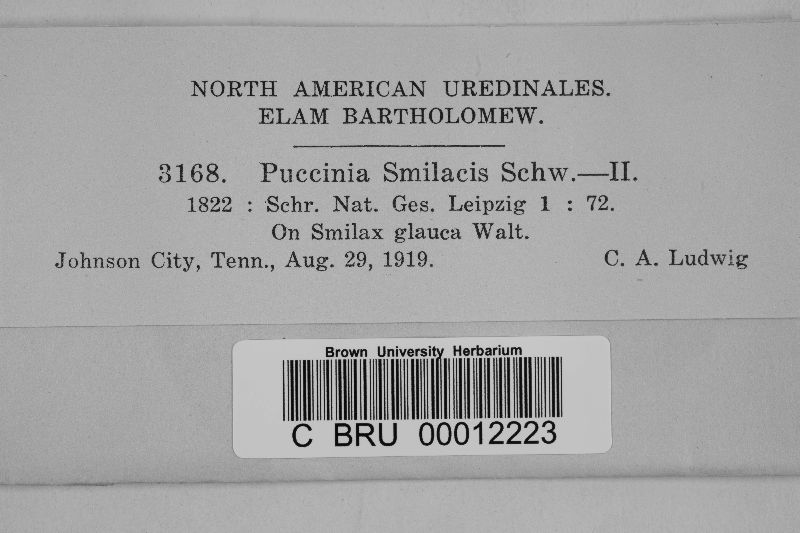 NORTH AMERICAN UREDINALES.
ELAM BARTHOLOMEW.
3168. Puccinia Smilacis Schw.—II.
1822 : Schr. Nat. Ges. Leipzig 1 : 72.
On Smilax glauca Walt.
Johnson City, Tenn., Aug. 29, 1919. C. A. Ludwig
Brown University Herbarium
C BRU 00012223